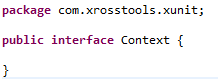 package com.xrosstools.xunit;
public interface Context {
}